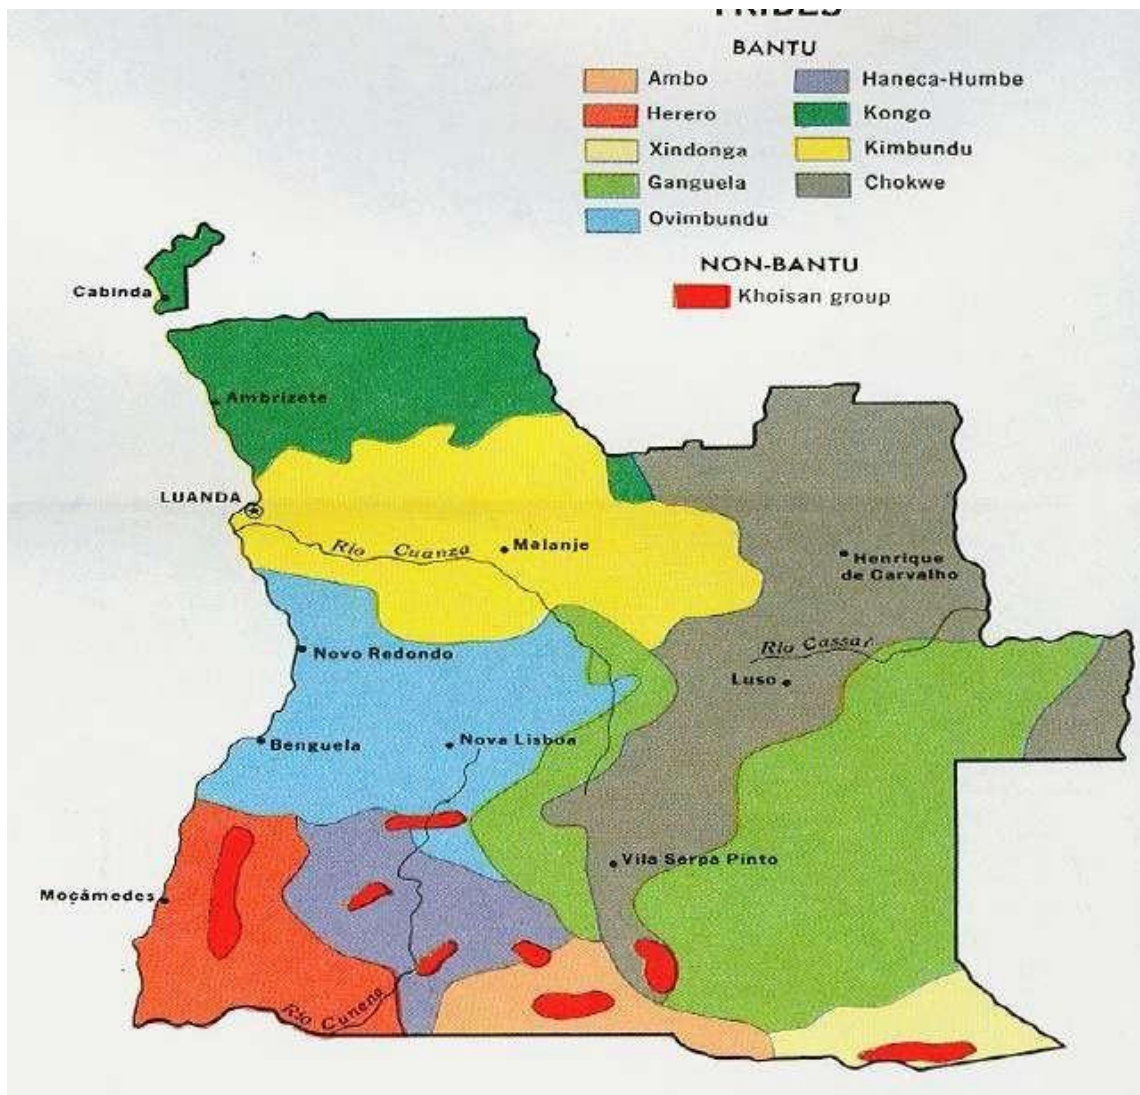 TRIBES
BANTU
Ambo
Haneca-Humbe
Herero
Kongo
Xindonga
Kimbundu
Ganguela
Chokwe
Ovimbundu
NON-BANTU
Khoisan group
Cabinda
Ambrizete
LUANDA
Rio Cuanza
Malanje
Henrique
de Carvalho
Novo Redondo
Rio Cassai
Luso
Benguela
Nova Lisboa
Vila Serpa Pinto
Moçâmedes
Rio Cunene